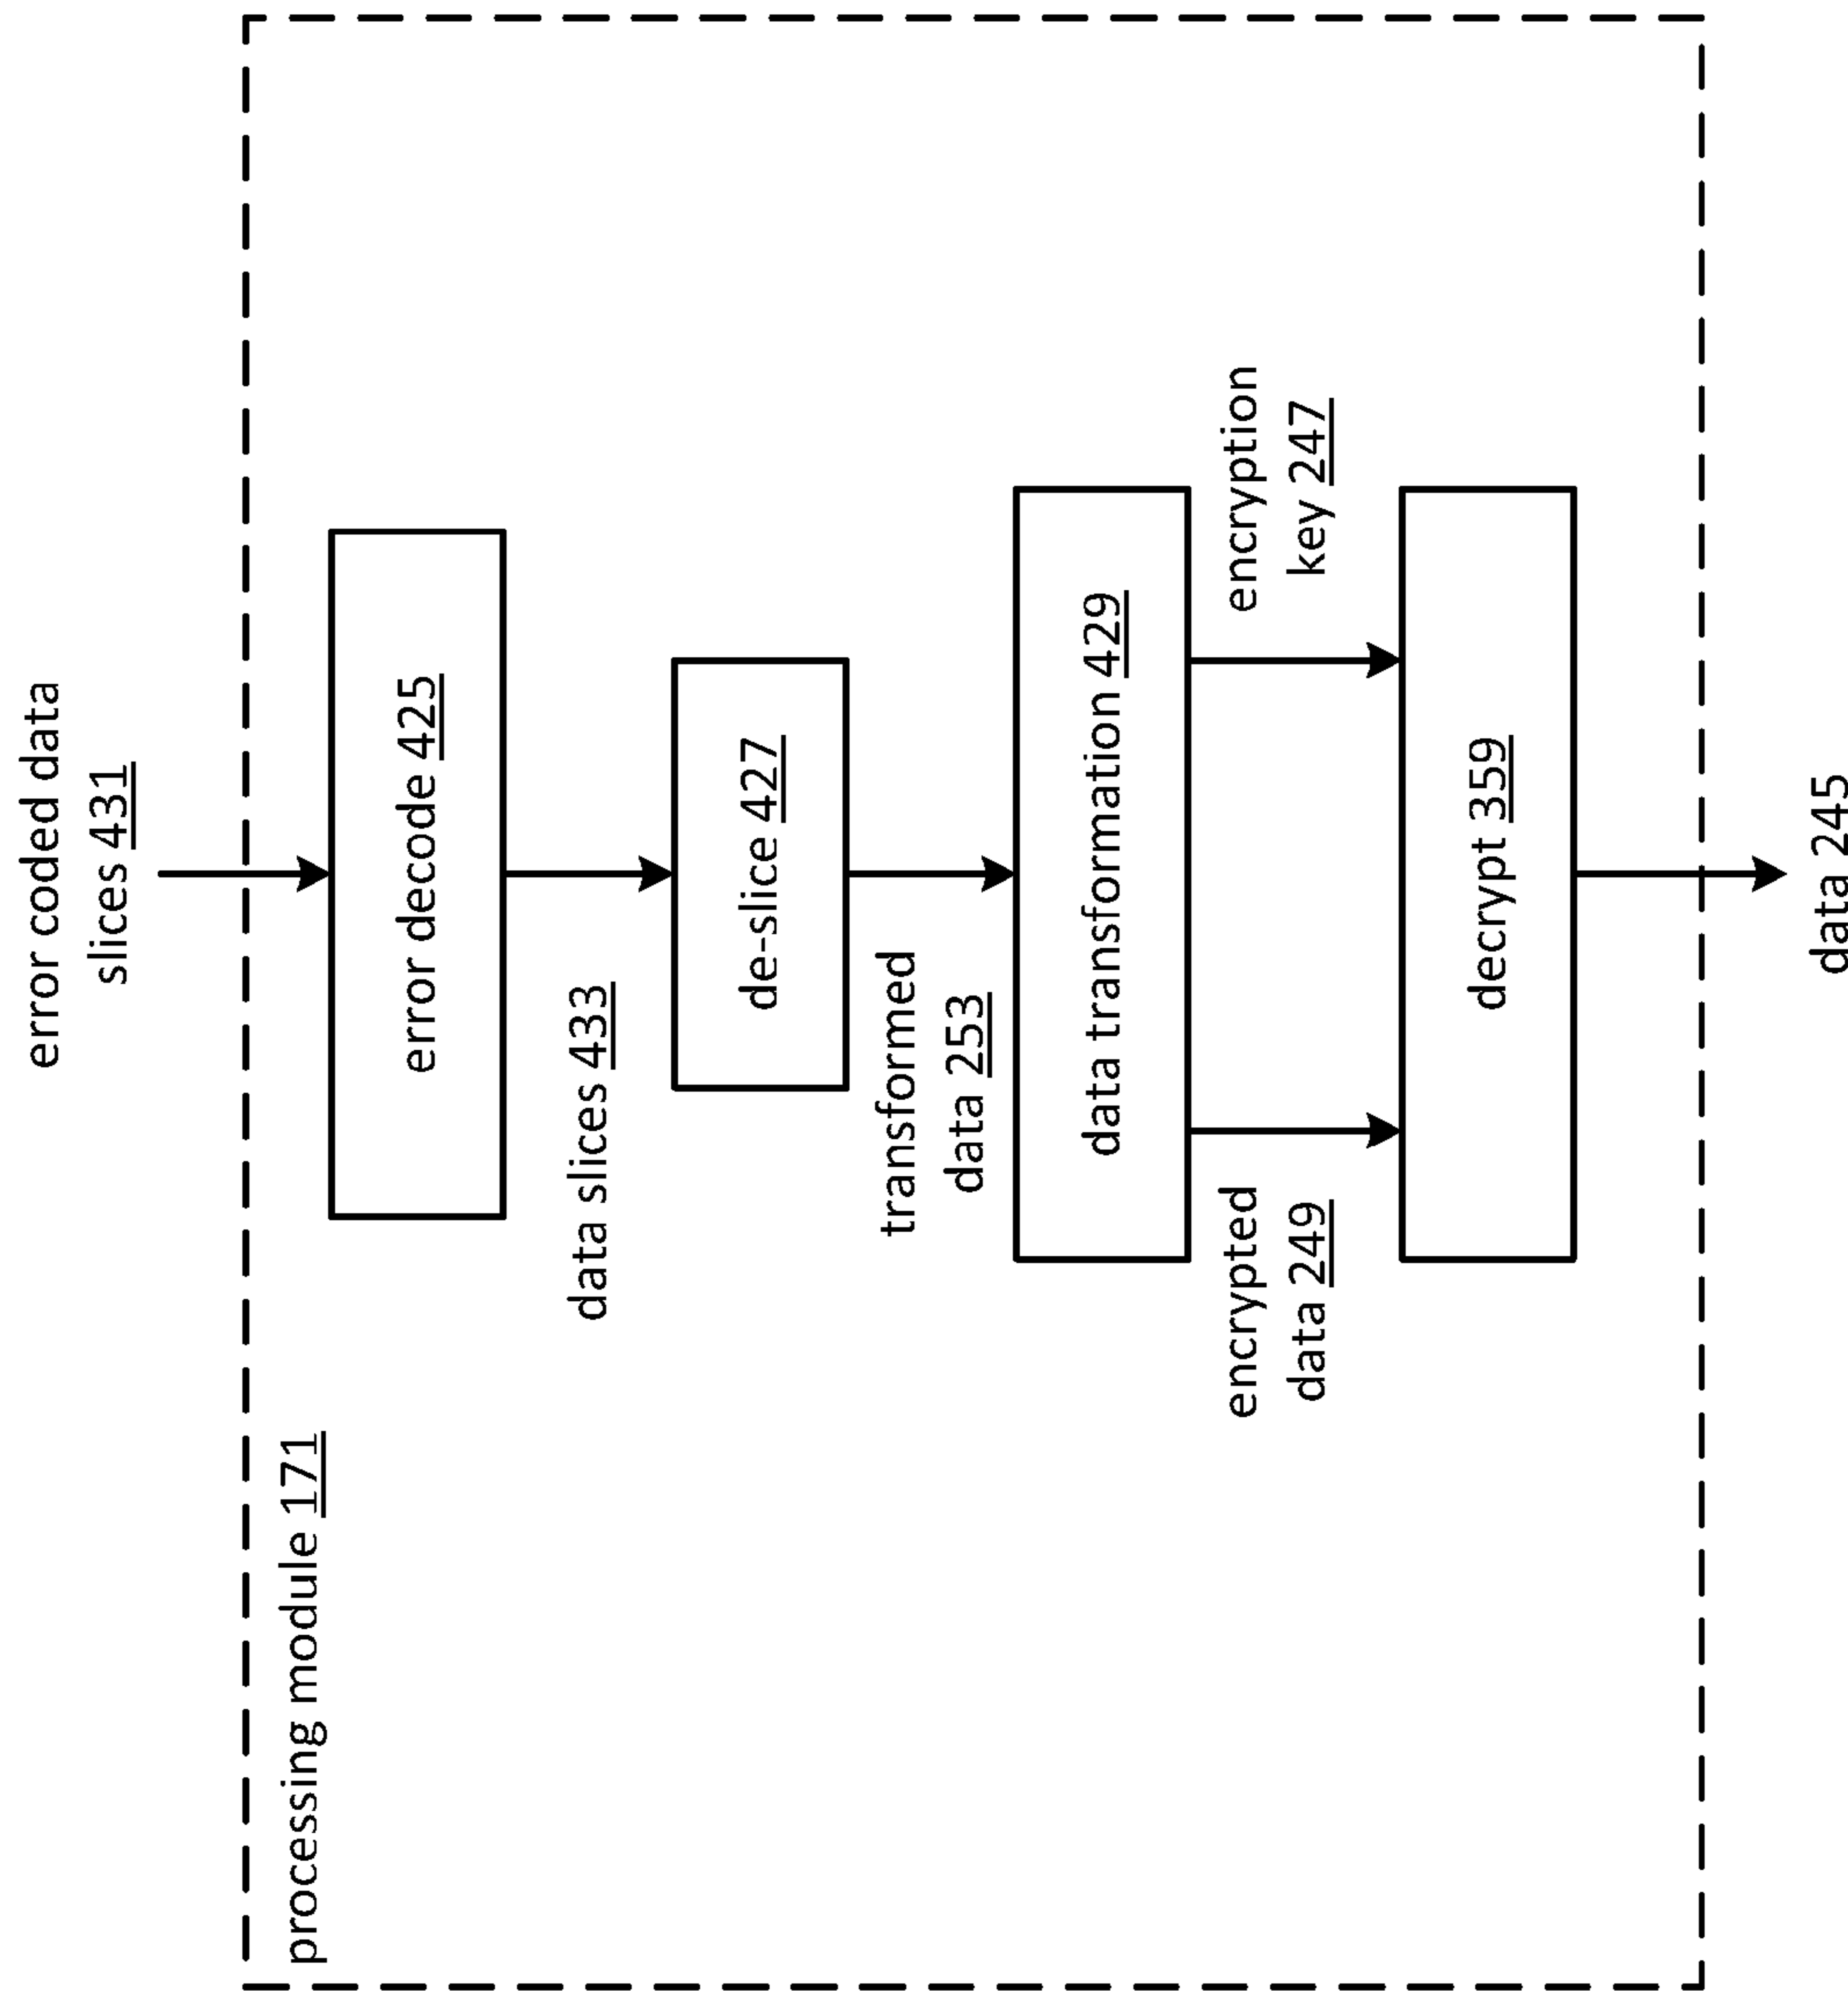 error coded data
slices 431
processing module 171
error decode 425
data slices 433
de-slice 427
transformed
data 253
data transformation 429
encrypted
data 249
encryption
key 247
decrypt 359
data 245